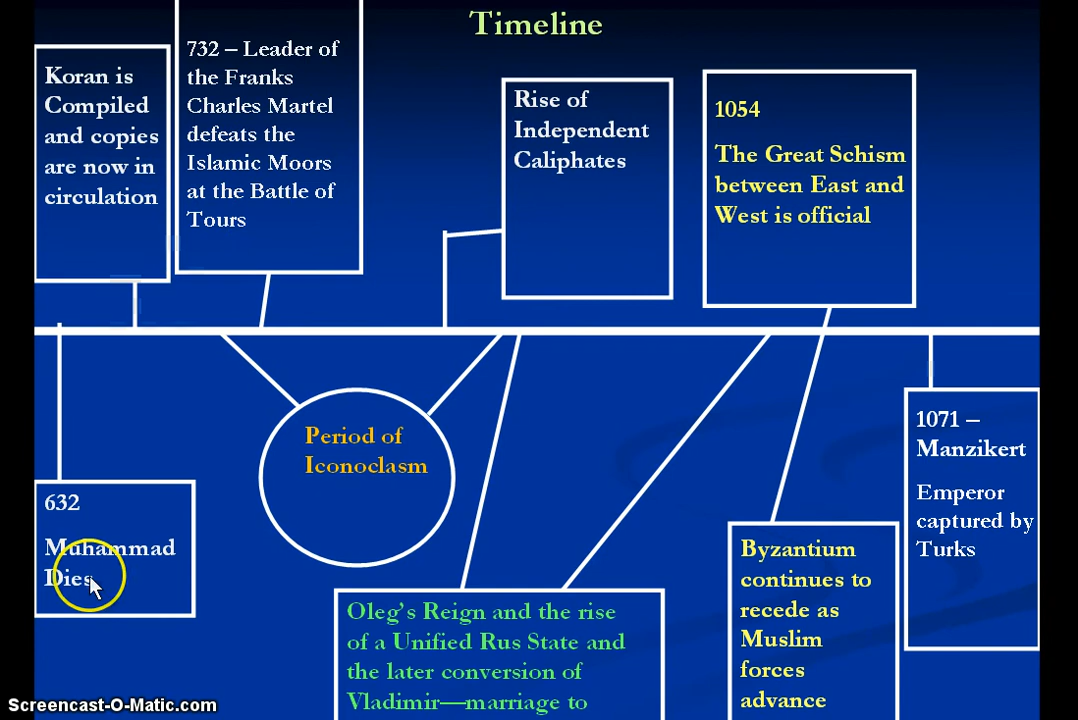 Timeline
Koran is
Compiled
and copies
are now in
circulation
732 – Leader of
the Franks
Charles Martel
defeats the
Islamic Moors
at the Battle of
Tours
Rise of
Independent
Caliphates
1054
The Great Schism
between East and
West is official
632
Muhammad
Dies
Period of
Iconoclasm
Oleg's Reign and the rise
of a Unified Rus State and
the later conversion of
Vladimir—marriage to
Byzantium
continues to
recede as
Muslim
forces
advance
1071 –
Manzikert
Emperor
captured by
Turks
Screencast-O-Matic.com